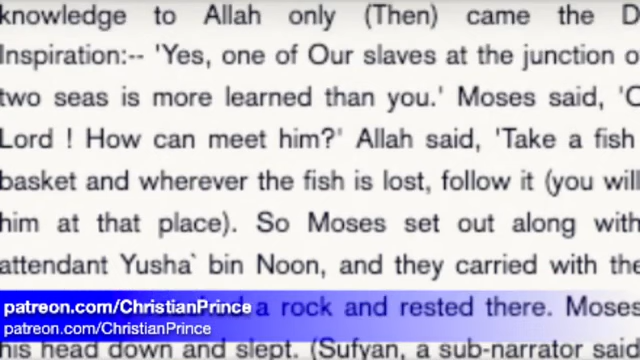 knowledge to Allah only (Then) came the D
Inspiration:-- 'Yes, one of Our slaves at the junction o
two seas is more learned than you.' Moses said, 'O
Lord ! How can meet him?' Allah said, 'Take a fish
basket and wherever the fish is lost, follow it (you will
him at that place). So Moses set out along with
attendant Yusha` bin Noon, and they carried with the
patreon.com/ChristianPrince a rock and rested there. Moses
patreon.com/ChristianPrince
his head down and slept. (Sufyan, a sub-narrator said